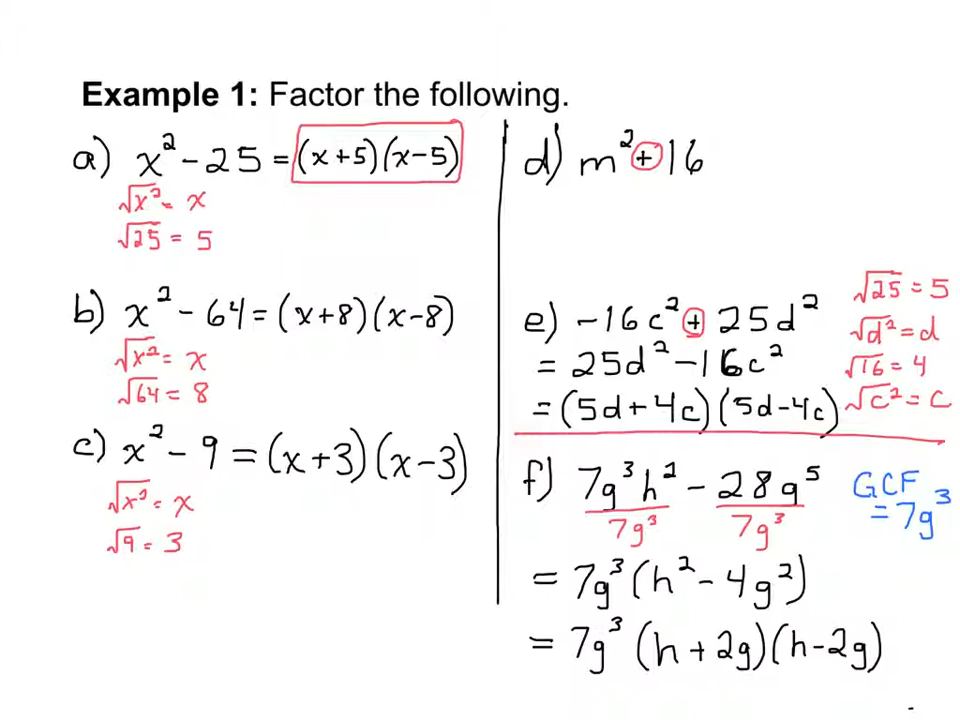 Example 1: Factor the following.
a) x² - 25 = (x+5)(x-5)
√x² = x
√25 = 5
b) x² - 64 = (x+8)(x-8)
√x² = x
√64 = 8
c) x² - 9 = (x+3)(x-3)
√x² = x
√9 = 3
d) m² + 16
e) -16c² + 25d²
= 25d² - 16c²
= (5d+4c)(5d-4c)
√25 = 5
√d² = d
√16 = 4
√c² = c
f) 7g³h² - 28g⁵
7g³ 7g³
GCF
= 7g³
= 7g³(h² - 4g²)
= 7g³(h + 2g)(h - 2g)